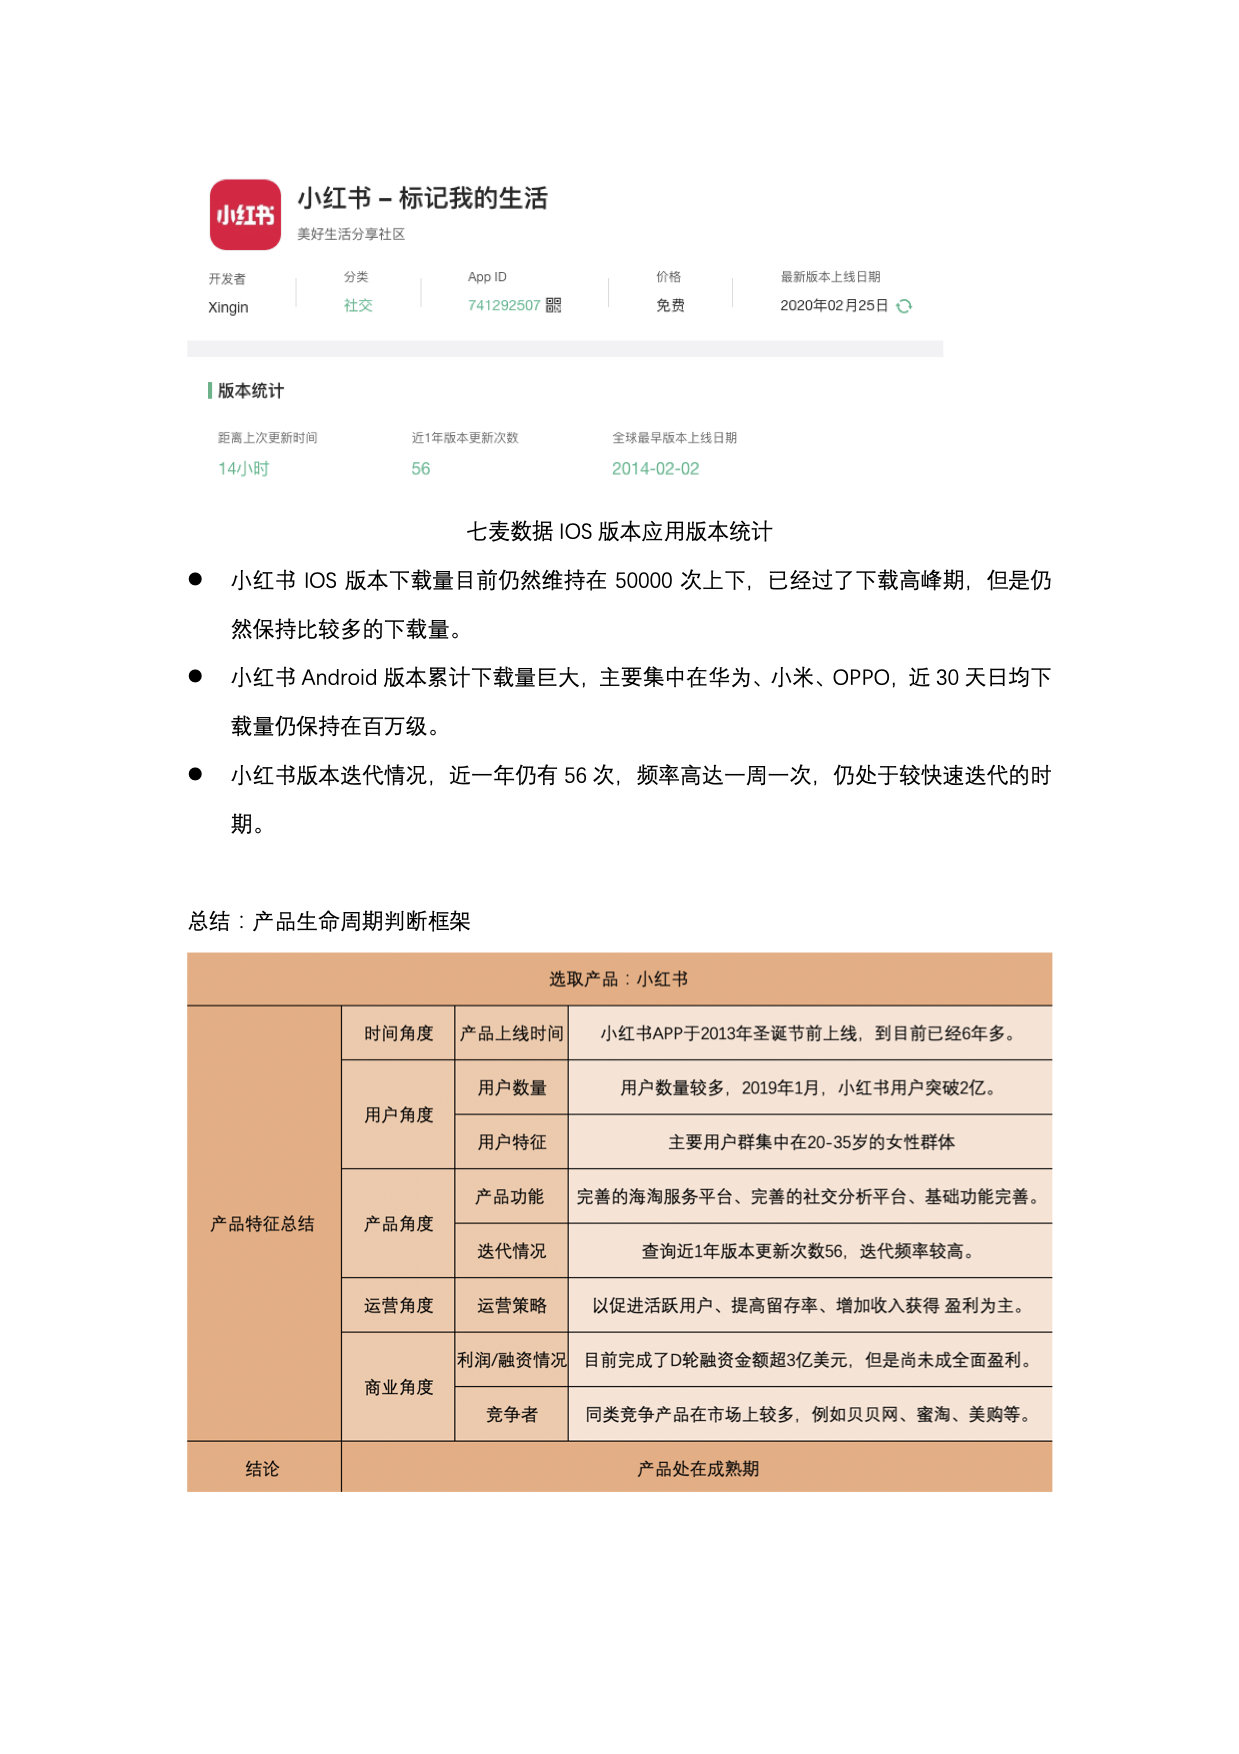 小红书
小红书 – 标记我的生活
美好生活分享社区
开发者 分类 App ID 价格 最新版本上线日期
Xingin 社交 741292507 免费 2020年02月25日
版本统计
距离上次更新时间 近1年版本更新次数 全球最早版本上线日期
14小时 56 2014-02-02
七麦数据 IOS 版本应用版本统计
● 小红书 IOS 版本下载量目前仍然维持在 50000 次上下，已经过了下载高峰期，但是仍
然保持比较多的下载量。
● 小红书 Android 版本累计下载量巨大，主要集中在华为、小米、OPPO，近 30 天日均下
载量仍保持在百万级。
● 小红书版本迭代情况，近一年仍有 56 次，频率高达一周一次，仍处于较快速迭代的时
期。
总结：产品生命周期判断框架
选取产品：小红书
产品特征总结
时间角度 产品上线时间 小红书APP于2013年圣诞节前上线，到目前已经6年多。
用户角度 用户数量 用户数量较多，2019年1月，小红书用户突破2亿。
用户特征 主要用户群集中在20-35岁的女性群体
产品角度 产品功能 完善的海淘服务平台、完善的社交分析平台、基础功能完善。
迭代情况 查询近1年版本更新次数56，迭代频率较高。
运营角度 运营策略 以促进活跃用户、提高留存率、增加收入获得 盈利为主。
商业角度 利润/融资情况 目前完成了D轮融资金额超3亿美元，但是尚未成全面盈利。
竞争者 同类竞争产品在市场上较多，例如贝贝网、蜜淘、美购等。
结论 产品处在成熟期